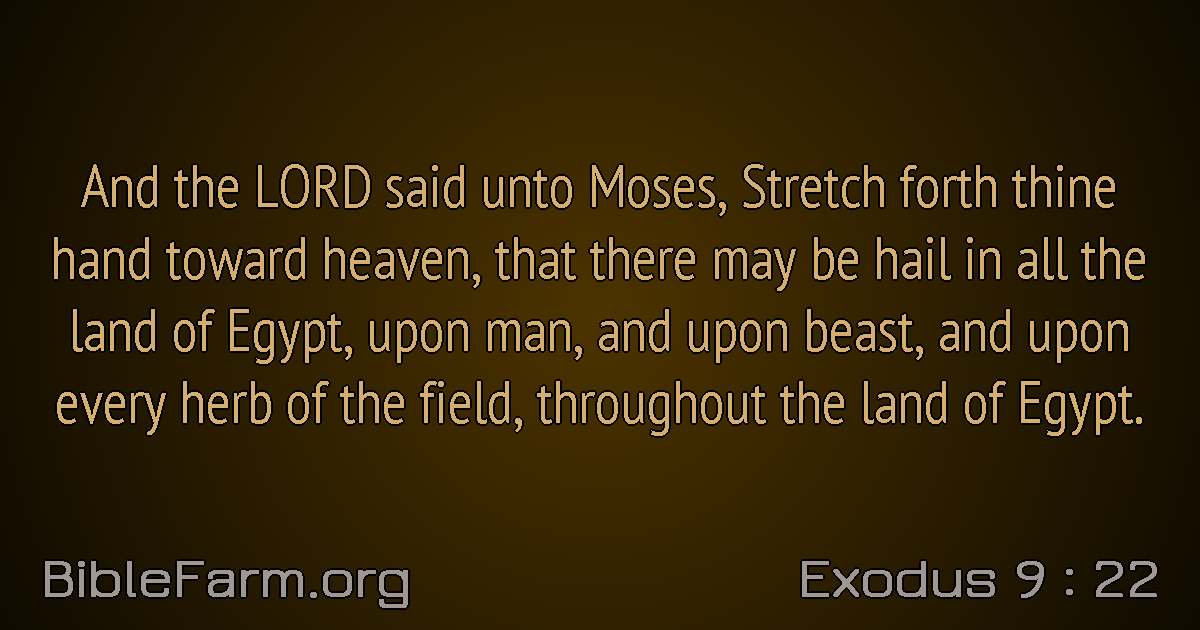 And the LORD said unto Moses, Stretch forth thine
hand toward heaven, that there may be hail in all the
land of Egypt, upon man, and upon beast, and upon
every herb of the field, throughout the land of Egypt.
BibleFarm.org
Exodus 9 : 22